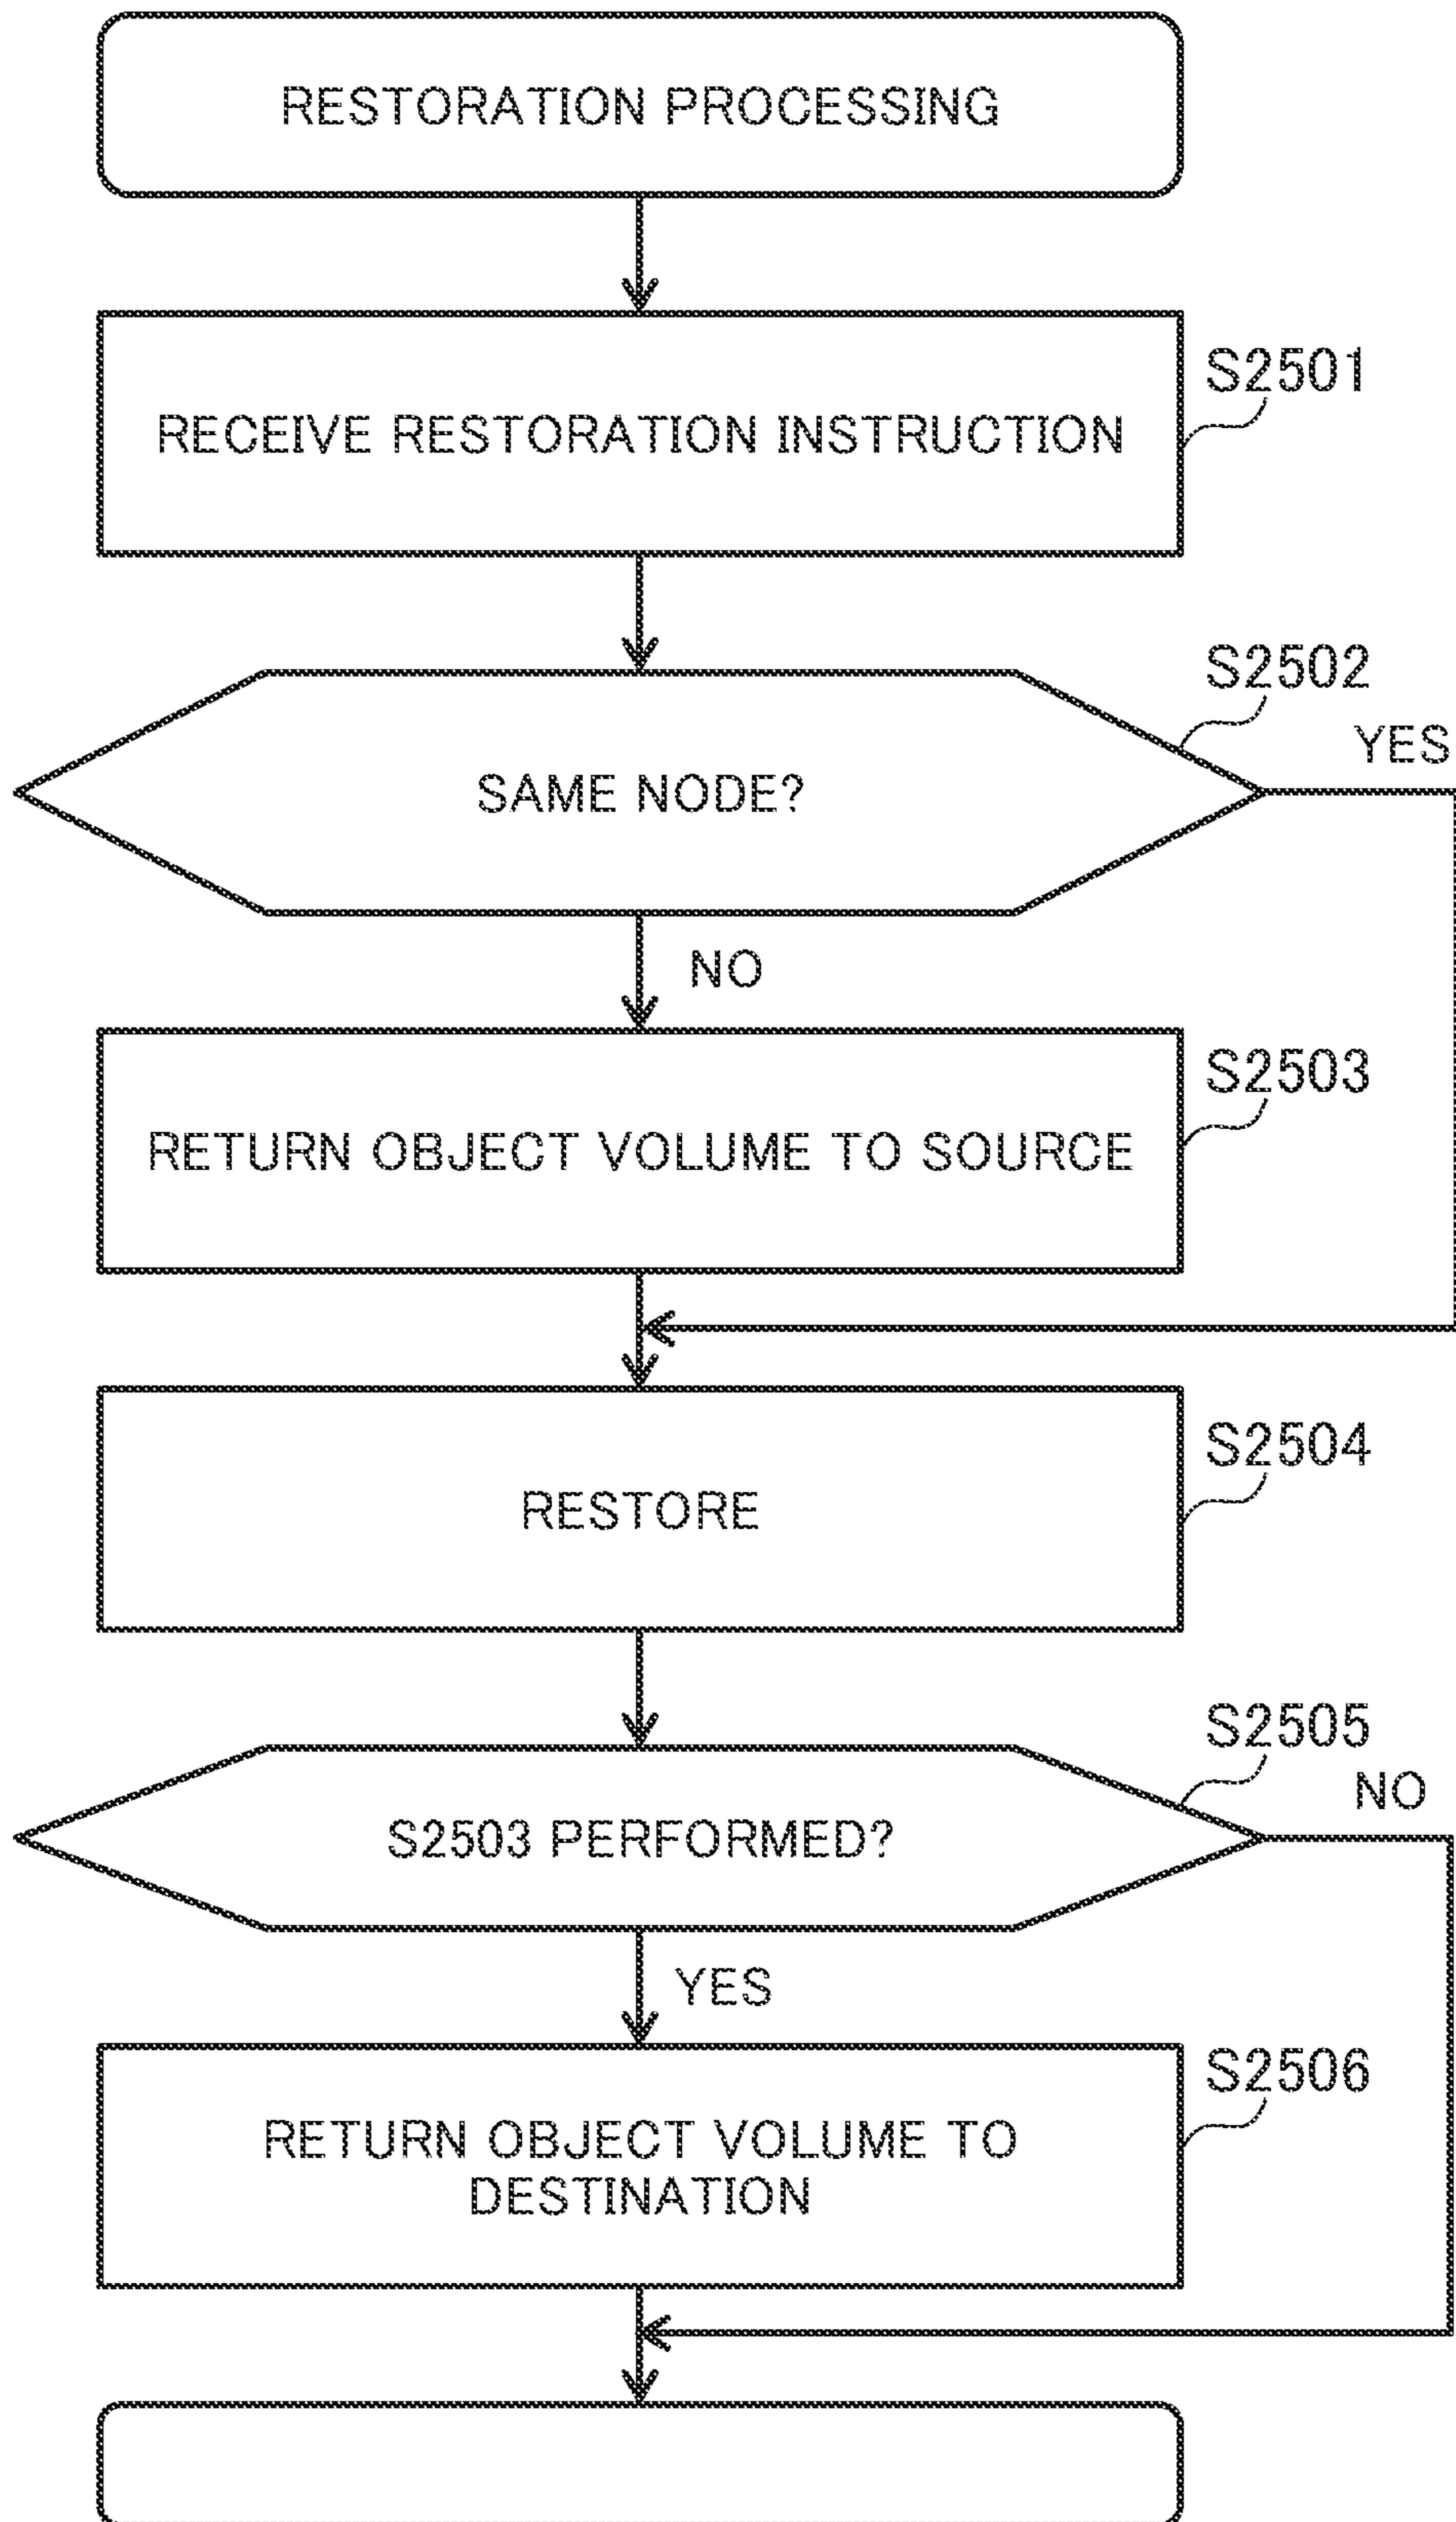 RESTORATION PROCESSING
S2501
RECEIVE RESTORATION INSTRUCTION
S2502
YES
SAME NODE?
NO
S2503
RETURN OBJECT VOLUME TO SOURCE
S2504
RESTORE
S2505
NO
S2503 PERFORMED?
YES
S2506
RETURN OBJECT VOLUME TO
DESTINATION